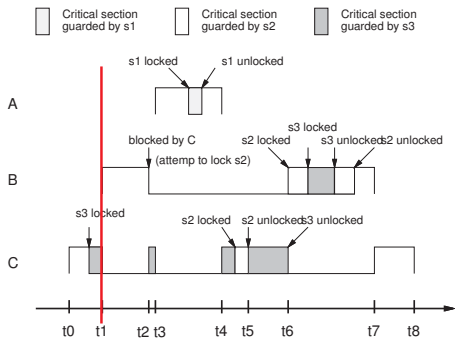 Critical section
guarded by s1
Critical section
guarded by s2
Critical section
guarded by s3
s1 locked
s1 unlocked
A
blocked by C
(attemp to lock s2)
s2 locked
s3 locked
s3 unlocked
s2 unlocked
B
s3 locked
s2 locked
s2 unlocked
s3 unlocked
C
t0
t1
t2
t3
t4
t5
t6
t7
t8